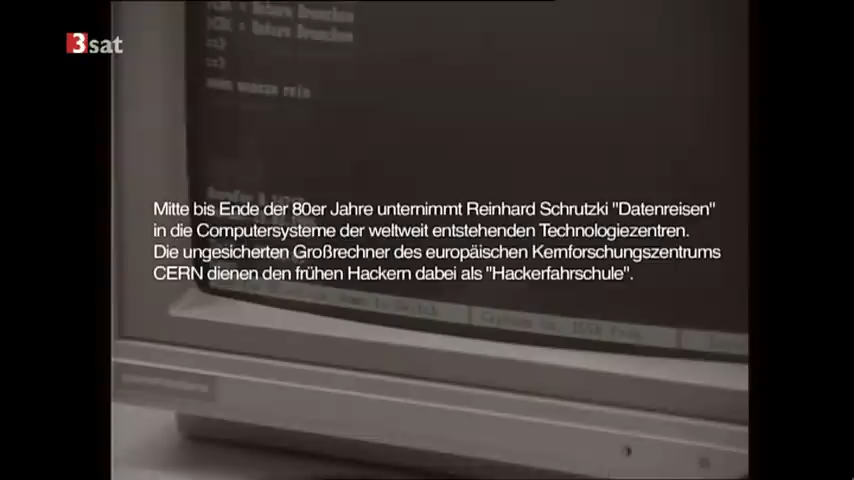 3sat
Mitte bis Ende der 80er Jahre unternimmt Reinhard Schrutzki "Datenreisen"
in die Computersysteme der weltweit entstehenden Technologiezentren.
Die ungesicherten Großrechner des europäischen Kernforschungszentrums
CERN dienen den frühen Hackern dabei als "Hackerfahrschule".